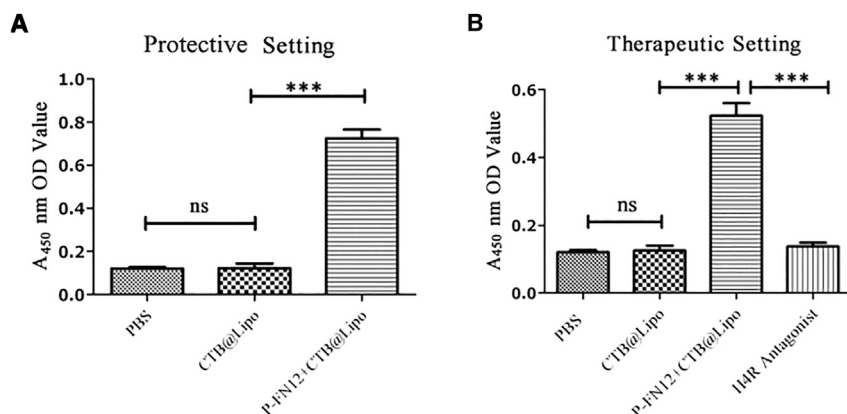 A
Protective Setting
A450 nm OD Value
1.0
0.8
0.6
0.4
0.2
0.0
ns
***
PBS
CTB@Lipo
P-FN12+CTB@Lipo
B
Therapeutic Setting
A450 nm OD Value
0.6
0.4
0.2
0.0
ns
***
***
PBS
CTB@Lipo
P-FN12+CTB@Lipo
1H4R Antagonist